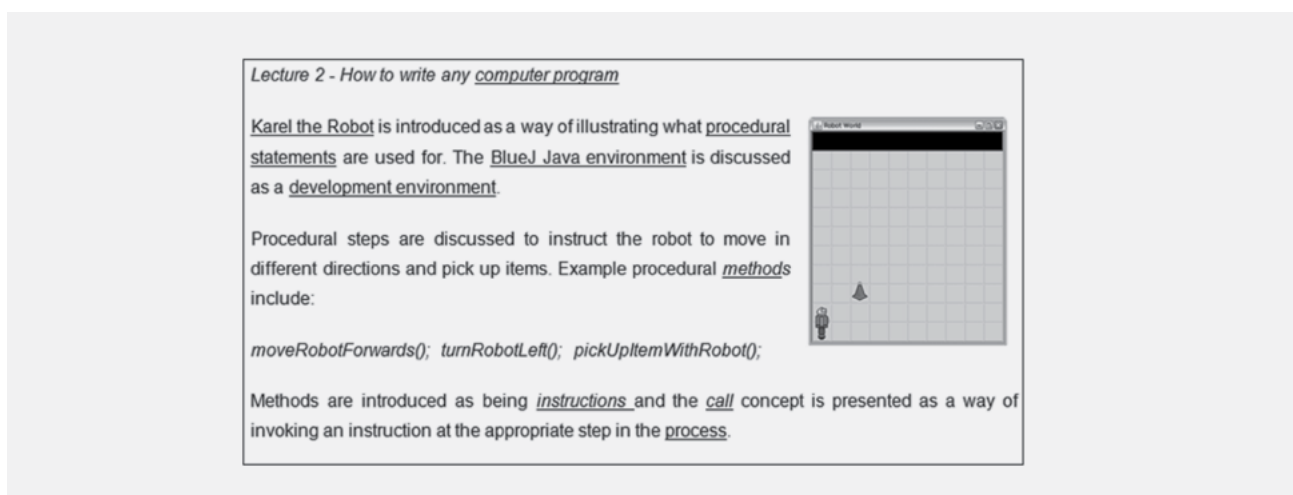 Lecture 2 - How to write any computer program
Karel the Robot is introduced as a way of illustrating what procedural
statements are used for. The BlueJ Java environment is discussed
as a development environment.
Robot World
Procedural steps are discussed to instruct the robot to move in
different directions and pick up items. Example procedural methods
include:
moveRobotForwards(); turnRobotLeft(); pickUpItemWithRobot();
Methods are introduced as being instructions and the call concept is presented as a way of
invoking an instruction at the appropriate step in the process.